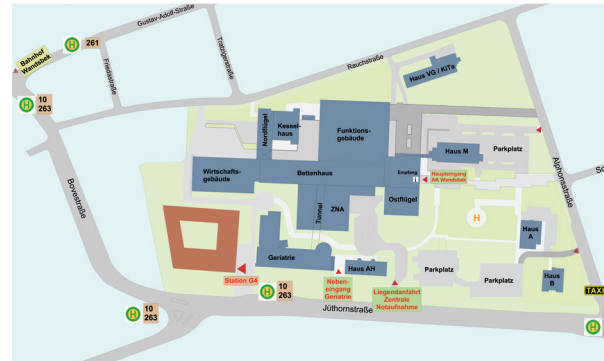 Gustav-Adolf-Straße
H
261
Bahnhof
Wandsbek
Friedastraße
Tratzigerstraße
Rauchstraße
Haus VG / KITa
H
10
263
Nordflügel
Kessel-
haus
Funktions-
gebäude
Haus M
Parkplatz
Wirtschafts-
gebäude
Bettenhaus
Empfang
i
Haupteingang
AK Wandsbek
Alphonsstraße
Bovestraße
Tunnel
ZNA
Ostflügel
H
Haus
A
Geriatrie
Haus AH
Station G4
Parkplatz
Parkplatz
Haus
B
H
10
263
Neben-
eingang
Geriatrie
Liegendanfahrt
Zentrale
Notaufnahme
TAXI
H
10
263
Jüthornstraße
H